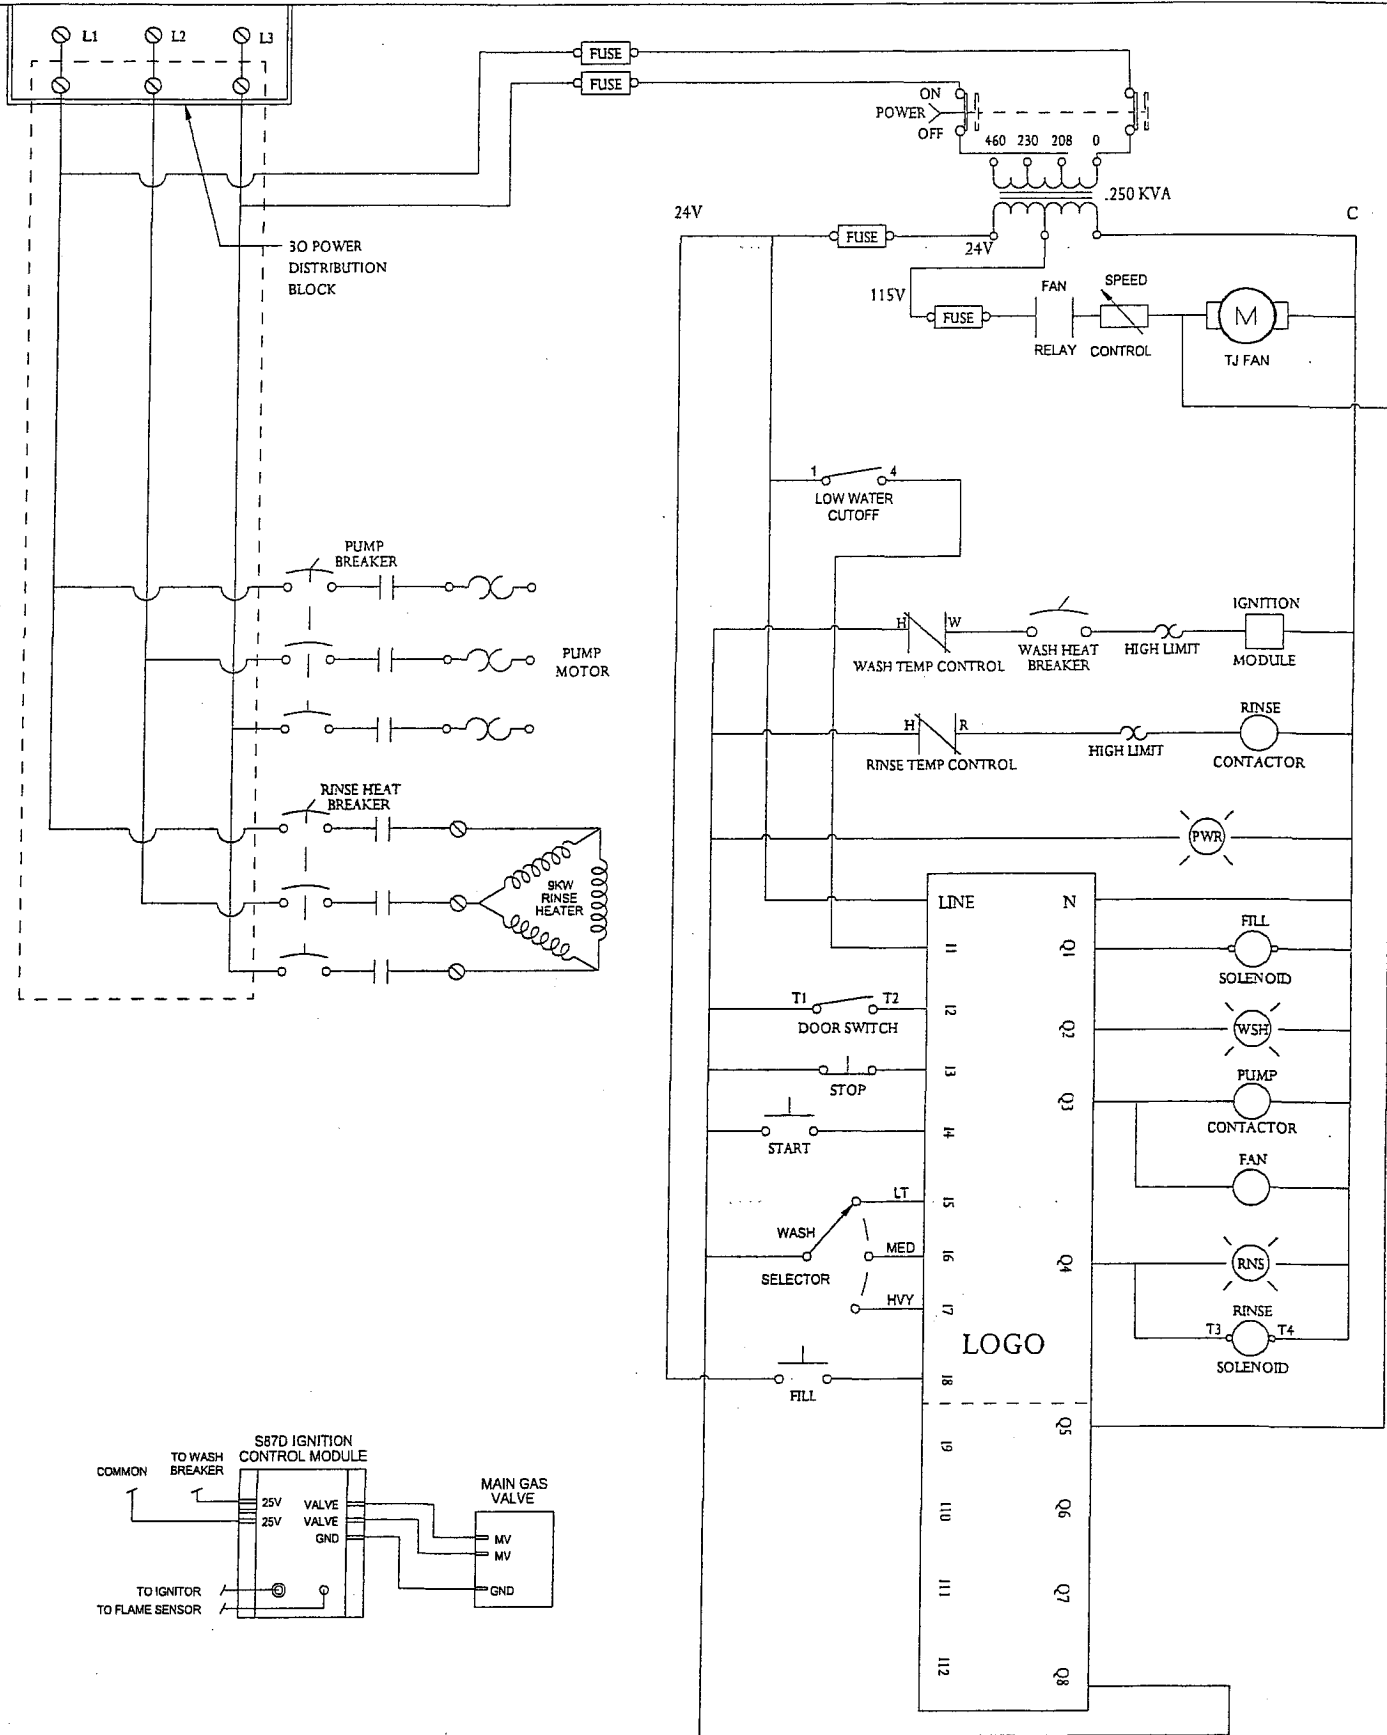 L1
L2
L3
FUSE
FUSE
ON
POWER
OFF
460 230 208 0
.250 KVA
24V
C
FUSE
24V
30 POWER
DISTRIBUTION
BLOCK
115V
FAN
SPEED
FUSE
M
RELAY
CONTROL
TJ FAN
1
4
LOW WATER
CUTOFF
PUMP
BREAKER
PUMP
MOTOR
H
W
WASH TEMP CONTROL
WASH HEAT
BREAKER
HIGH LIMIT
IGNITION
MODULE
H
R
RINSE TEMP CONTROL
HIGH LIMIT
RINSE
CONTACTOR
RINSE HEAT
BREAKER
9KW
RINSE
HEATER
PWR
LINE
N
I1
Q1
FILL
SOLENOID
T1
T2
DOOR SWITCH
I2
Q2
WSH
STOP
I3
Q3
PUMP
CONTACTOR
START
I4
FAN
LT
I5
WASH
SELECTOR
MED
I6
Q4
RNS
HVY
I7
RINSE
T3
T4
SOLENOID
LOGO
FILL
I8
Q5
I9
I10
Q6
I11
Q7
I12
Q8
S87D IGNITION
CONTROL MODULE
COMMON
TO WASH
BREAKER
25V
VALVE
25V
VALVE
GND
TO IGNITOR
TO FLAME SENSOR
MAIN GAS
VALVE
MV
MV
GND